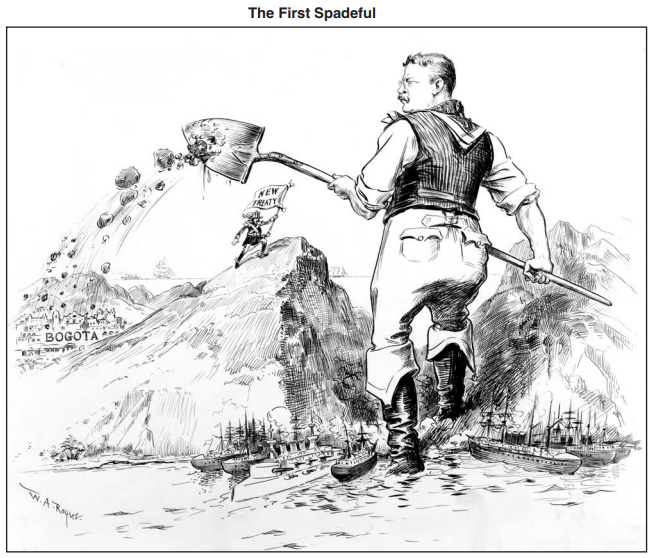 The First Spadeful
NEW
TREATY
BOGOTA
W.A. Rogers.